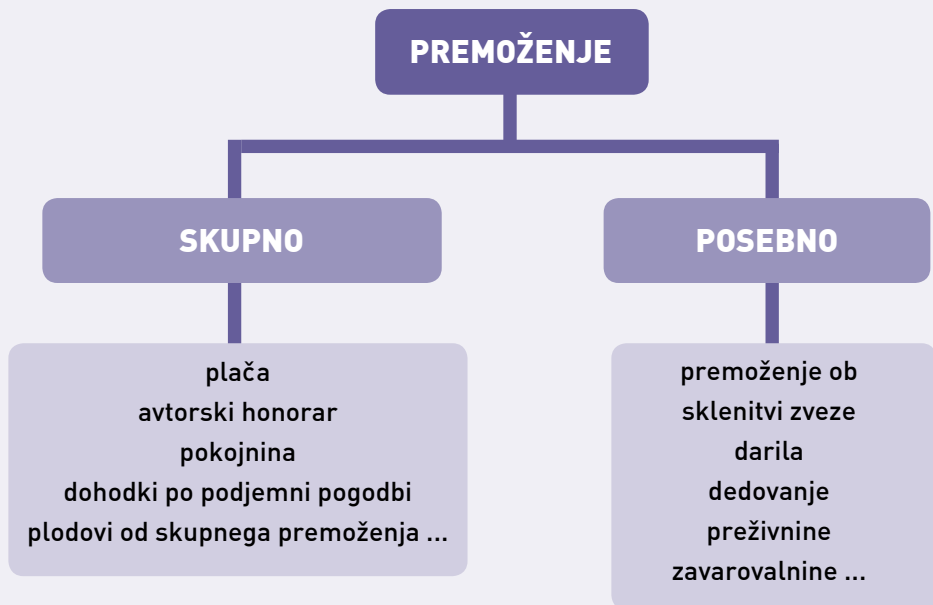 PREMOŽENJE
SKUPNO
POSEBNO
plača
avtorski honorar
pokojnina
dohodki po podjemni pogodbi
plodovi od skupnega premoženja ...
premoženje ob
sklenitvi zveze
darila
dedovanje
preživnine
zavarovalnine ...